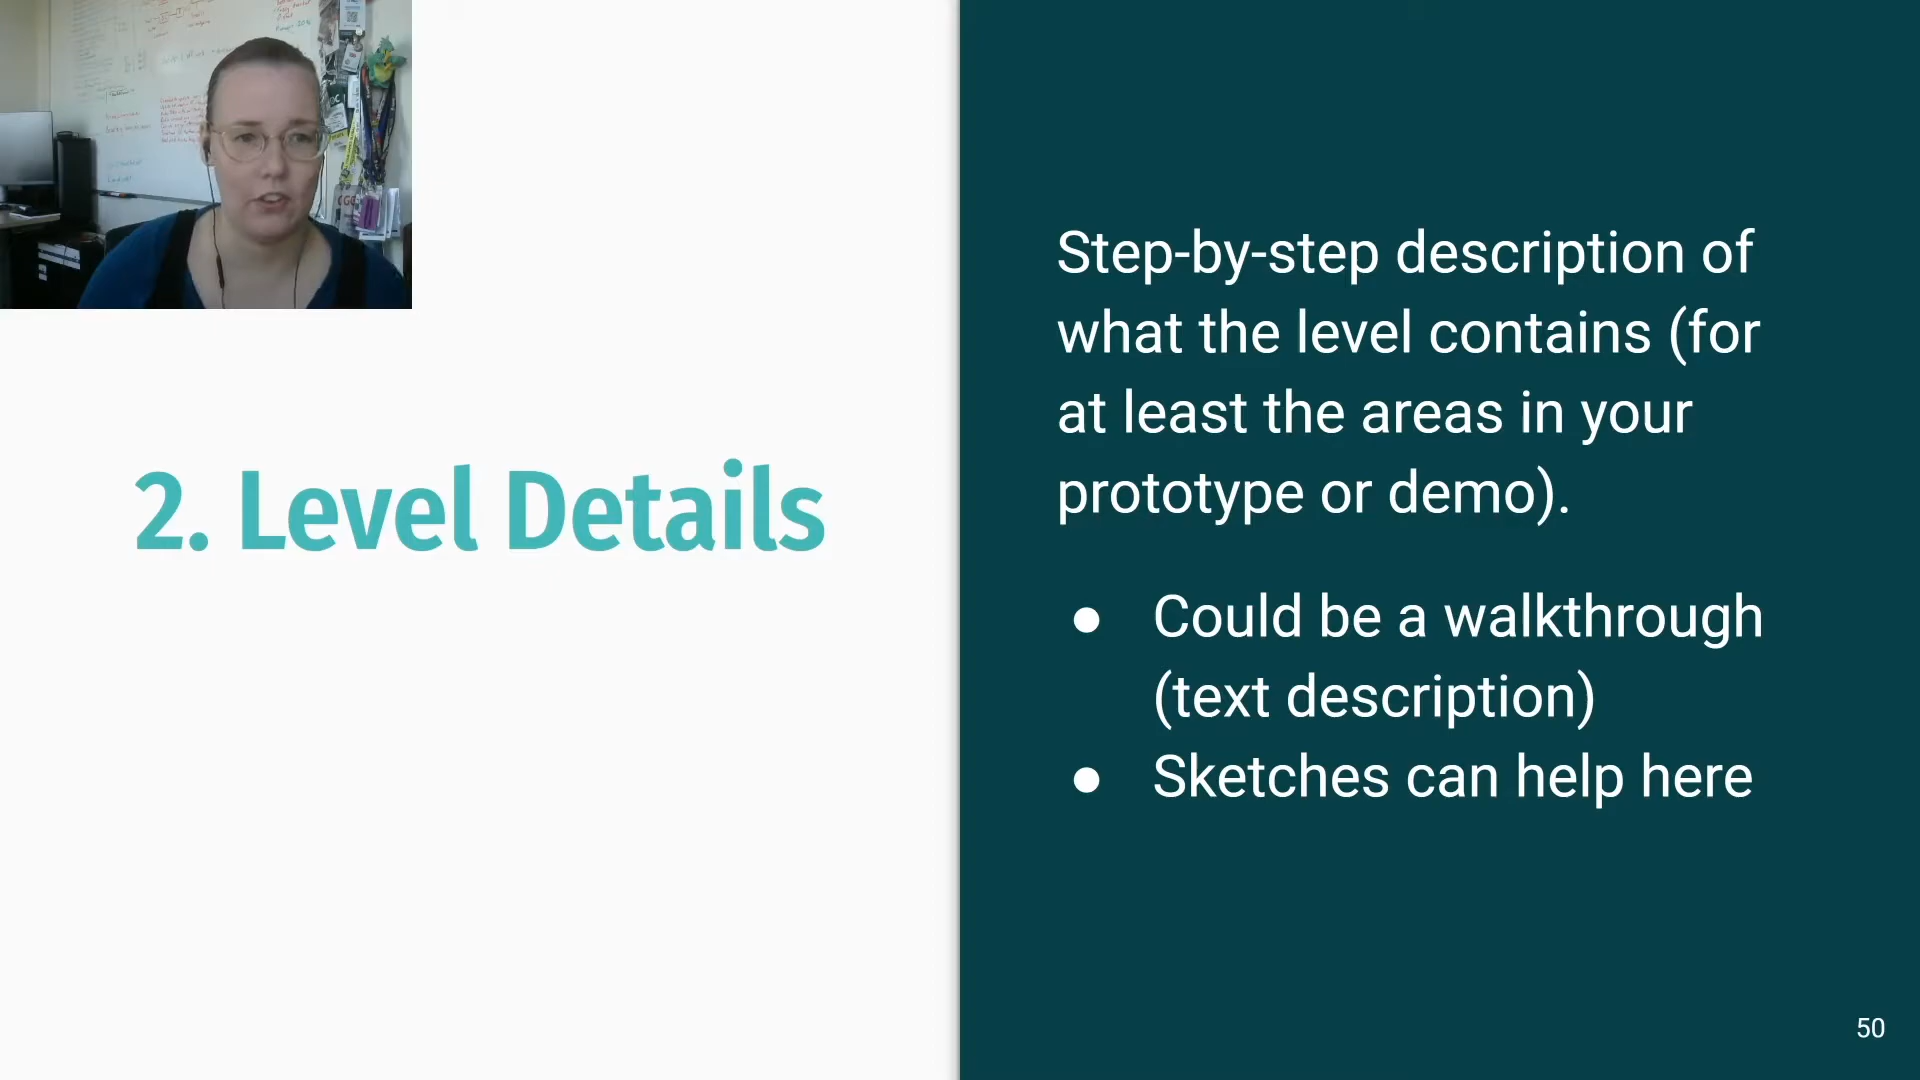 2. Level Details
Step-by-step description of
what the level contains (for
at least the areas in your
prototype or demo).
● Could be a walkthrough
(text description)
● Sketches can help here
50